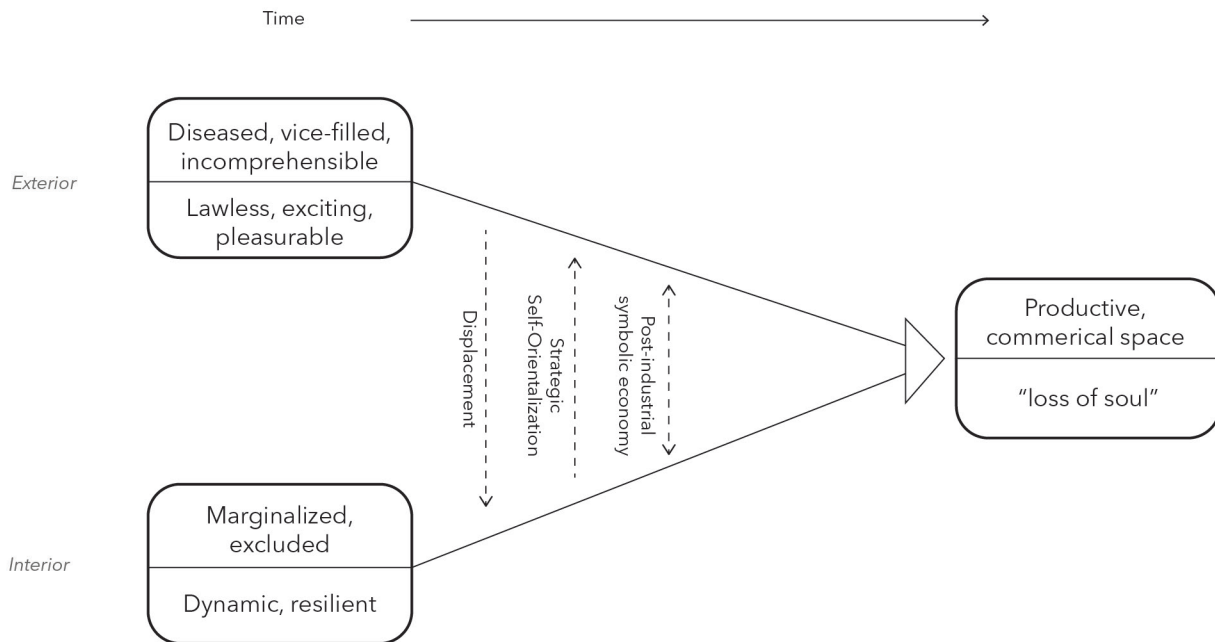 Time
Exterior
Diseased, vice-filled,
incomprehensible
Lawless, exciting,
pleasurable
Displacement
Strategic
Self-Orientalization
Post-industrial
symbolic economy
Productive,
commerical space
“loss of soul”
Interior
Marginalized,
excluded
Dynamic, resilient